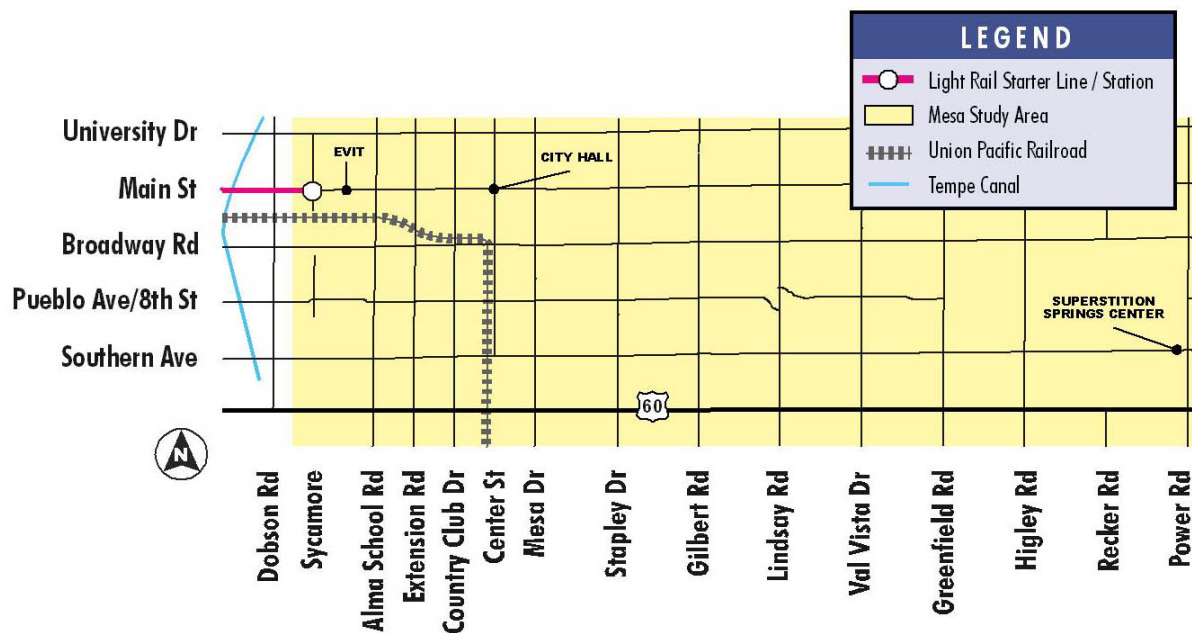 LEGEND
Light Rail Starter Line / Station
Mesa Study Area
Union Pacific Railroad
Tempe Canal
University Dr
EVIT
CITY HALL
Main St
Broadway Rd
Pueblo Ave/8th St
SUPERSTITION
SPRINGS CENTER
Southern Ave
60
N
Dobson Rd
Sycamore
Alma School Rd
Extension Rd
Country Club Dr
Center St
Mesa Dr
Stapley Dr
Gilbert Rd
Lindsay Rd
Val Vista Dr
Greenfield Rd
Higley Rd
Recker Rd
Power Rd